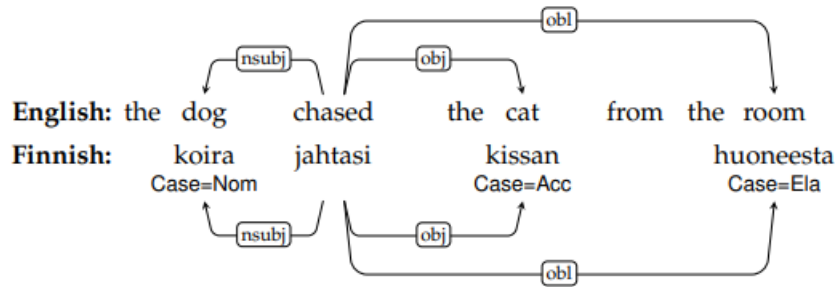 obl
nsubj obj
English: the dog chased the cat from the room
Finnish: koira jahtasi kissan huoneesta
Case=Nom Case=Acc Case=Ela
nsubj obj
obl